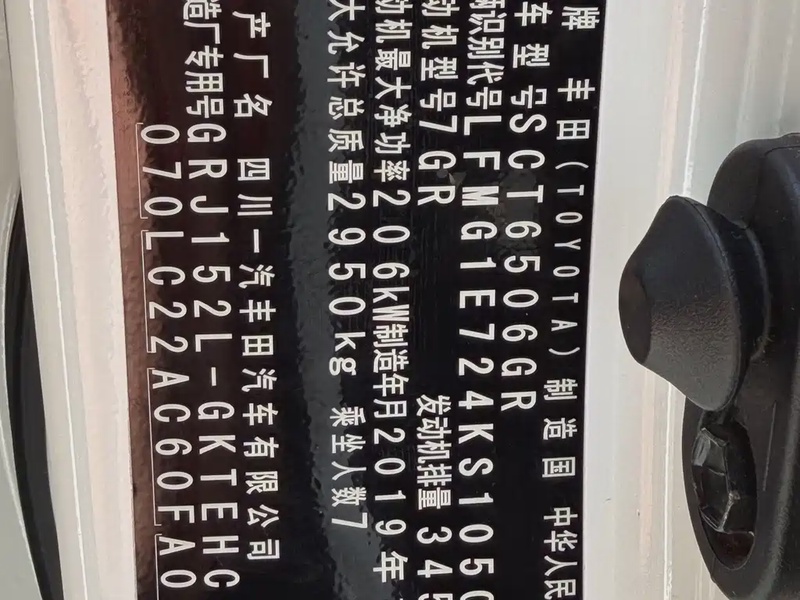 牌 丰田(TOYOTA) 制造国 中华人民
车型号SCT6506GR
识别代号LFMG1E724KS105
动机型号7GR 发动机排量 345
动机最大净功率206kW制造年月2019年
大允许总质量2950kg 乘坐人数7
产厂名 四川一汽丰田汽车有限公司
造厂专用号GRJ152L-GKTEHC
070LC22AC60FA0